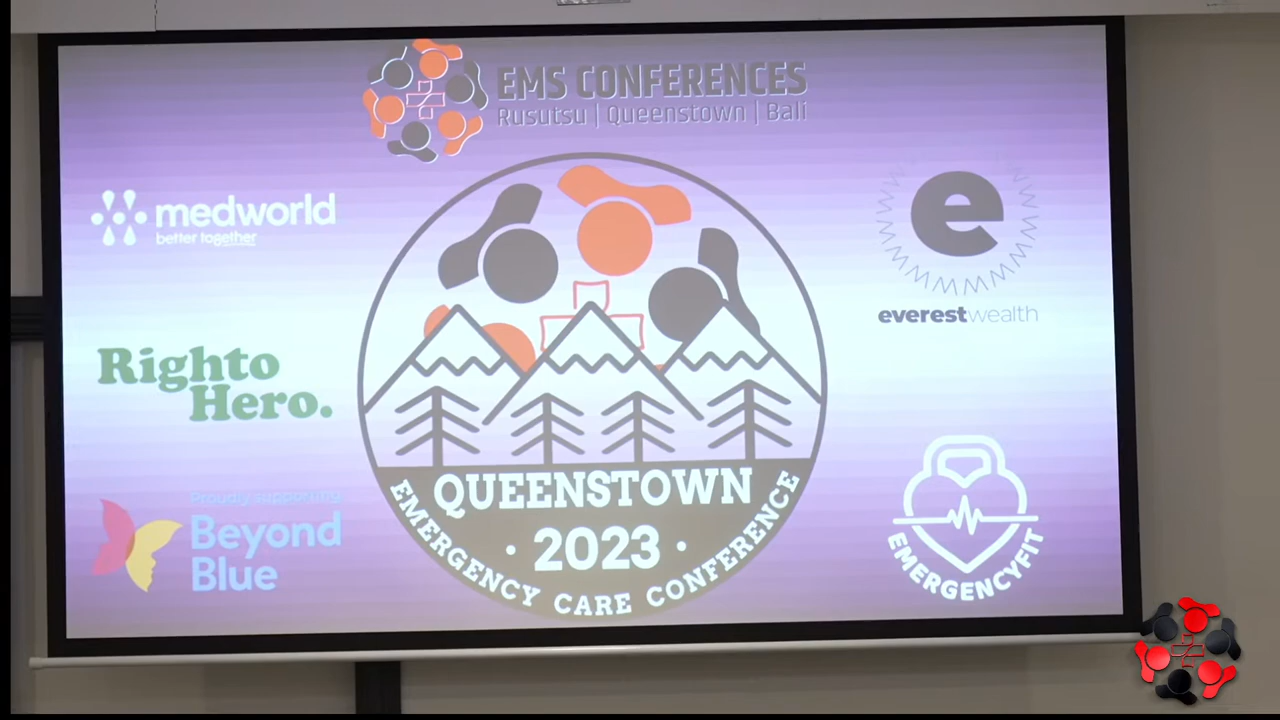 EMS CONFERENCES
Rusutsu | Queenstown | Bali
medworld
better together
e
everestwealth
Righto
Hero.
Proudly supporting
Beyond
Blue
QUEENSTOWN
· 2023 ·
EMERGENCY CARE CONFERENCE
EMERGENCYFIT